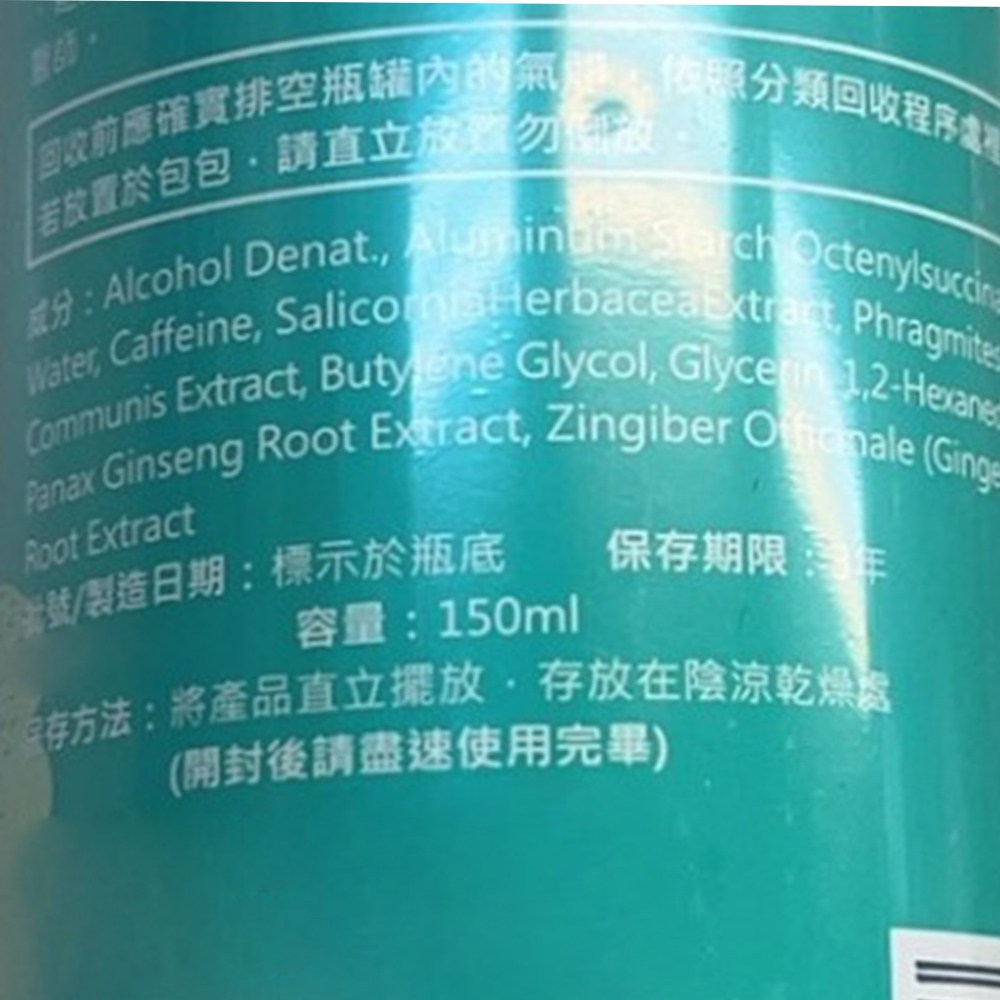 醫師。
回收前應確實排空瓶罐內的氣 依照分類回收程序處理
若放置於包包,請直立放置勿倒放。
成分:Alcohol Denat., Aluminum Starch Octenylsuccin
Water, Caffeine, Salicornia Herbacea Extract, Phragmites
Communis Extract, Butylene Glycol, Glycerin, 1,2-Hexaned
Panax Ginseng Root Extract, Zingiber Officinale (Ginge
Root Extract
批號/製造日期:標示於瓶底 保存期限:3年
容量:150ml
保存方法:將產品直立擺放,存放在陰涼乾燥處
(開封後請盡速使用完畢)